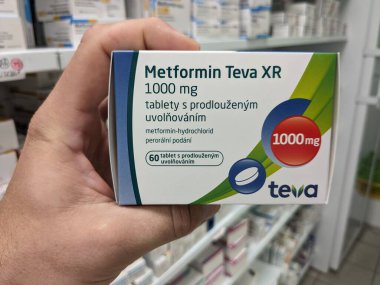 Metformin Teva XR
1000 mg
tablety s prodlouženým
uvolňováním
metformin-hydrochlorid
perorální podání
60 tablet s prodlouženým
uvolňováním
1000mg
teva